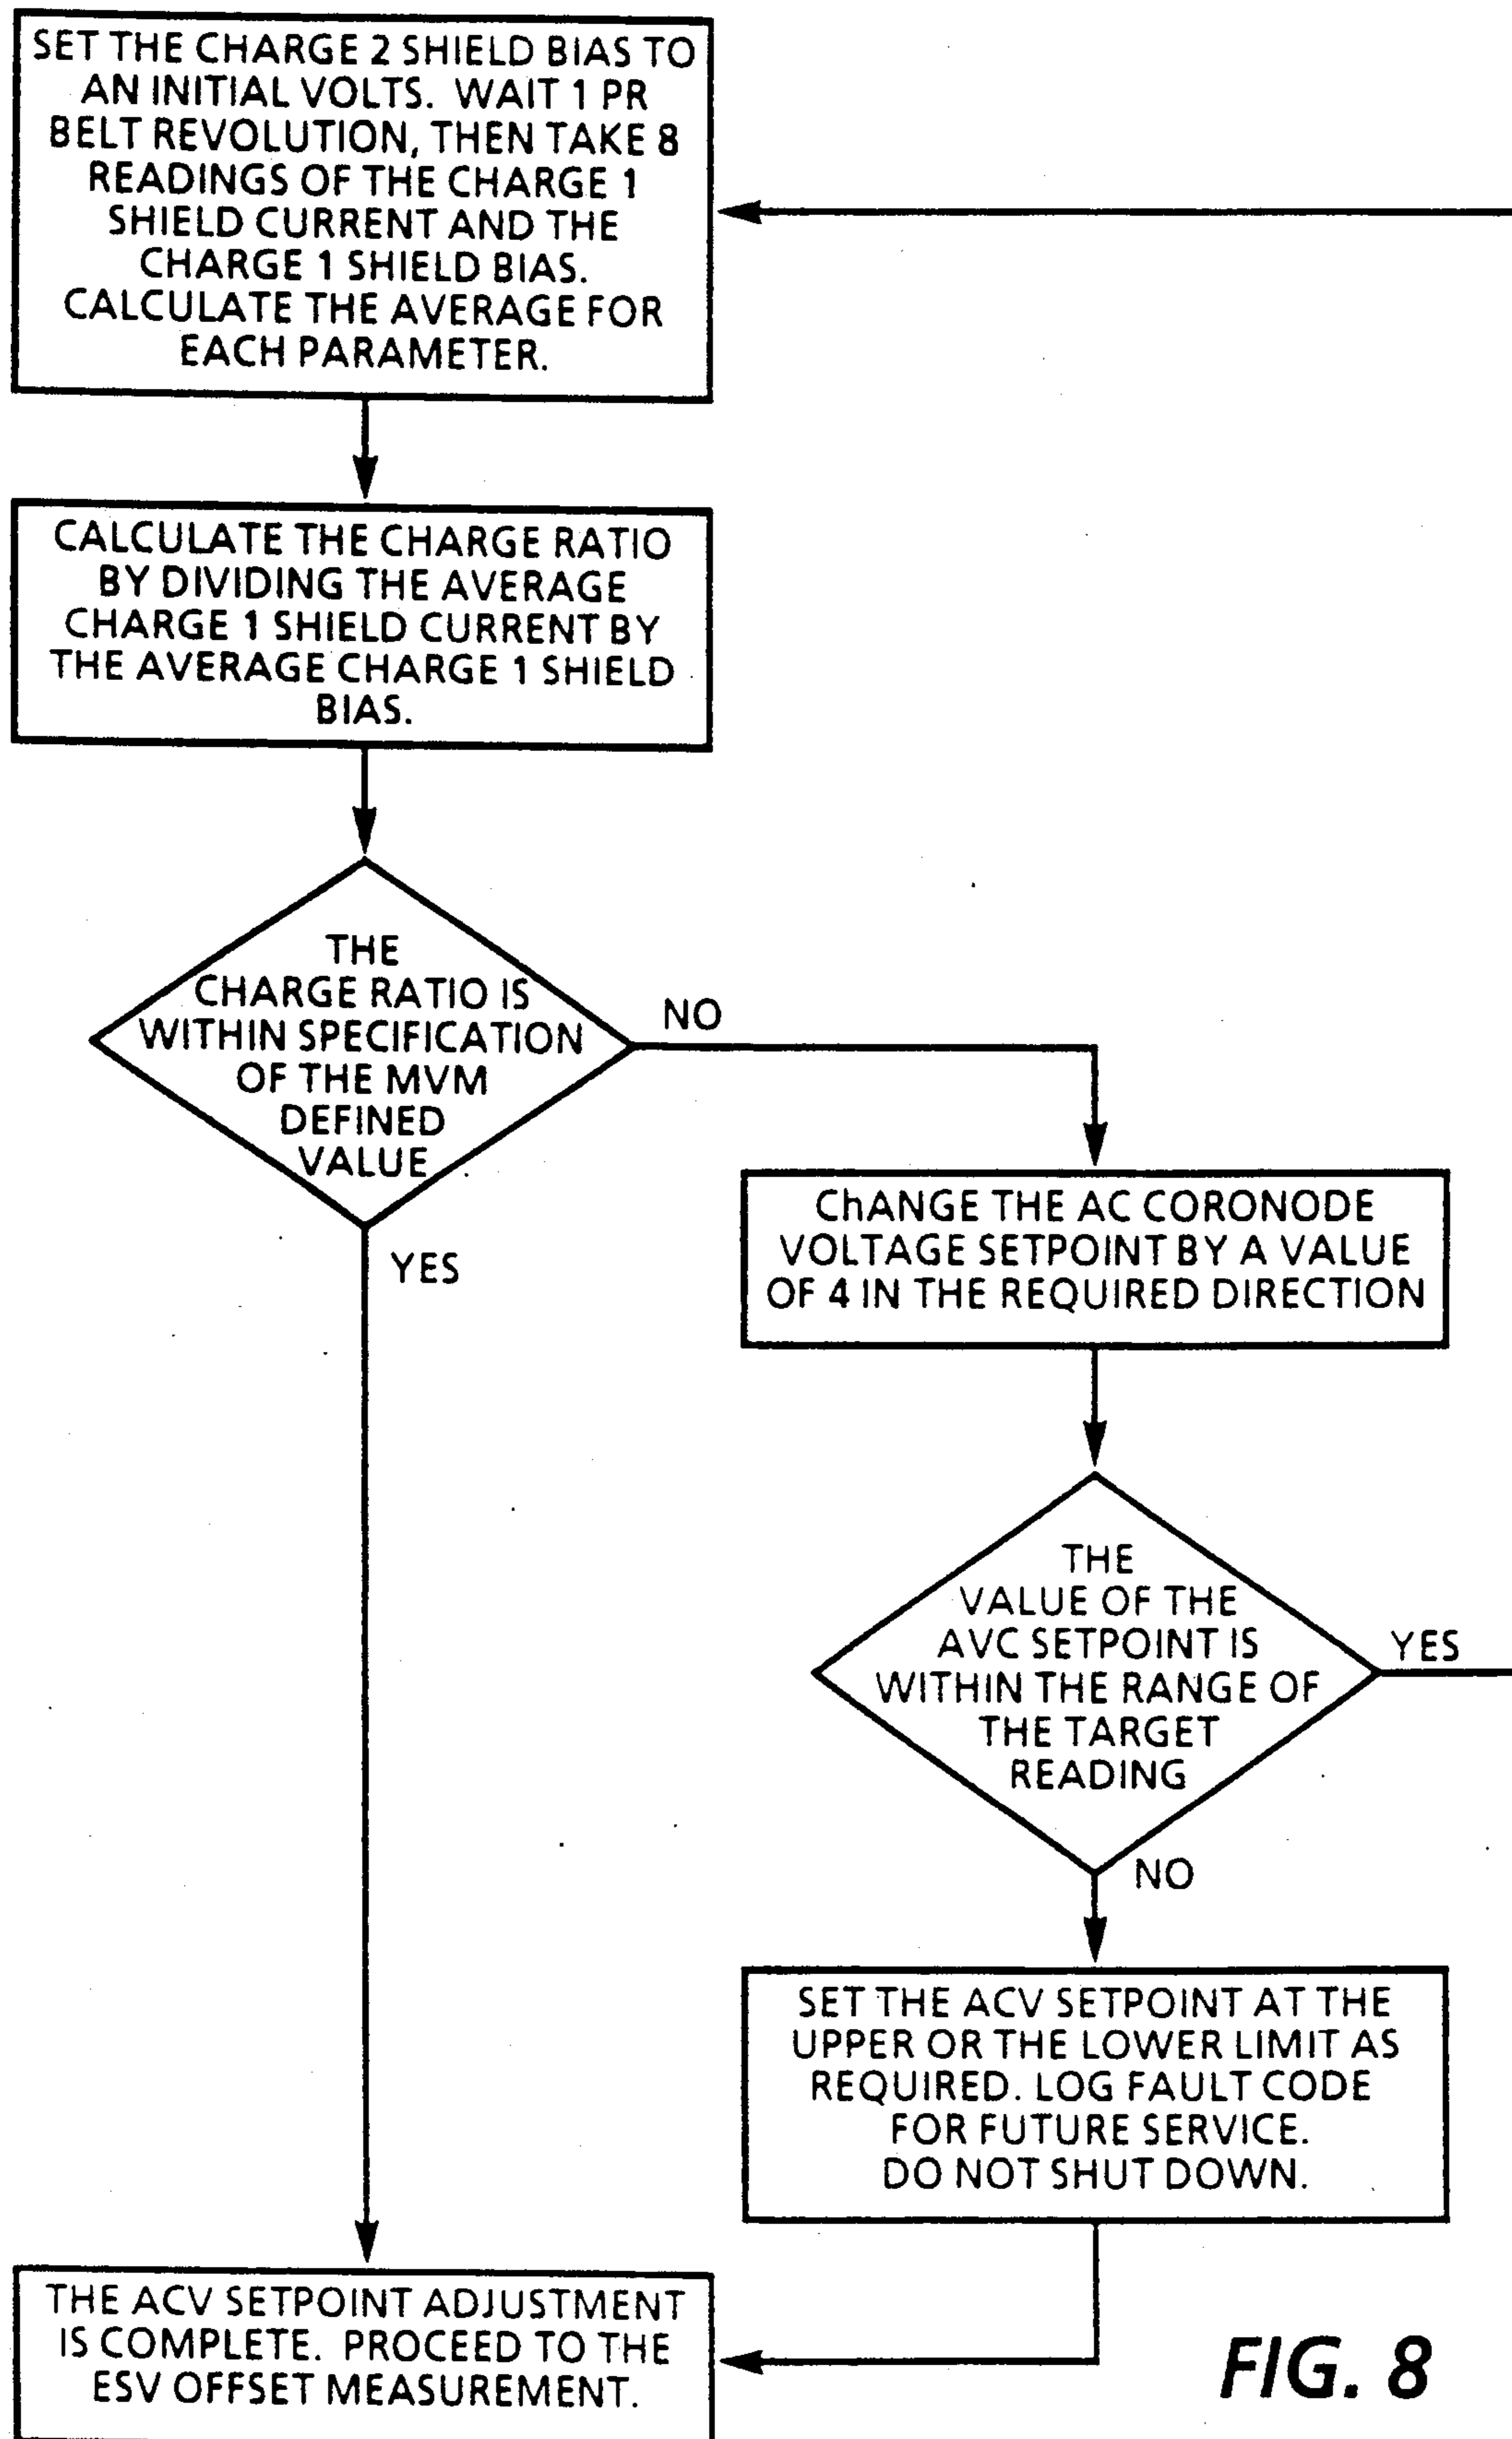 SET THE CHARGE 2 SHIELD BIAS TO
AN INITIAL VOLTS. WAIT 1 PR
BELT REVOLUTION, THEN TAKE 8
READINGS OF THE CHARGE 1
SHIELD CURRENT AND THE
CHARGE 1 SHIELD BIAS.
CALCULATE THE AVERAGE FOR
EACH PARAMETER.
CALCULATE THE CHARGE RATIO
BY DIVIDING THE AVERAGE
CHARGE 1 SHIELD CURRENT BY
THE AVERAGE CHARGE 1 SHIELD
BIAS.
THE
CHARGE RATIO IS
WITHIN SPECIFICATION
OF THE MVM
DEFINED
VALUE
NO
YES
ChANGE THE AC CORONODE
VOLTAGE SETPOINT BY A VALUE
OF 4 IN THE REQUIRED DIRECTION
THE
VALUE OF THE
AVC SETPOINT IS
WITHIN THE RANGE OF
THE TARGET
READING
YES
NO
SET THE ACV SETPOINT AT THE
UPPER OR THE LOWER LIMIT AS
REQUIRED. LOG FAULT CODE
FOR FUTURE SERVICE.
DO NOT SHUT DOWN.
THE ACV SETPOINT ADJUSTMENT
IS COMPLETE. PROCEED TO THE
ESV OFFSET MEASUREMENT.
FIG. 8